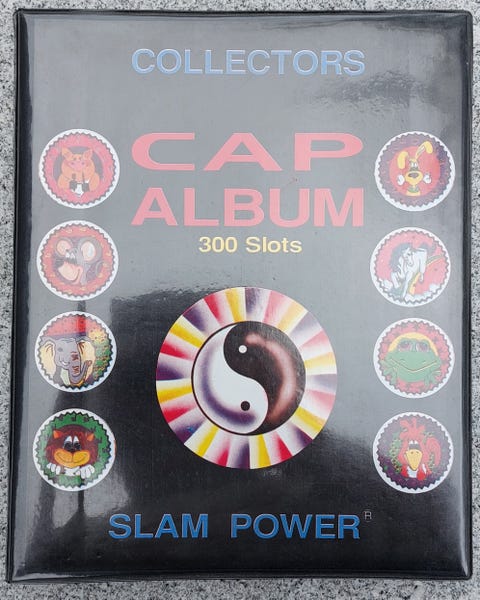 COLLECTORS
CAP
ALBUM
300 Slots
SLAM POWER®